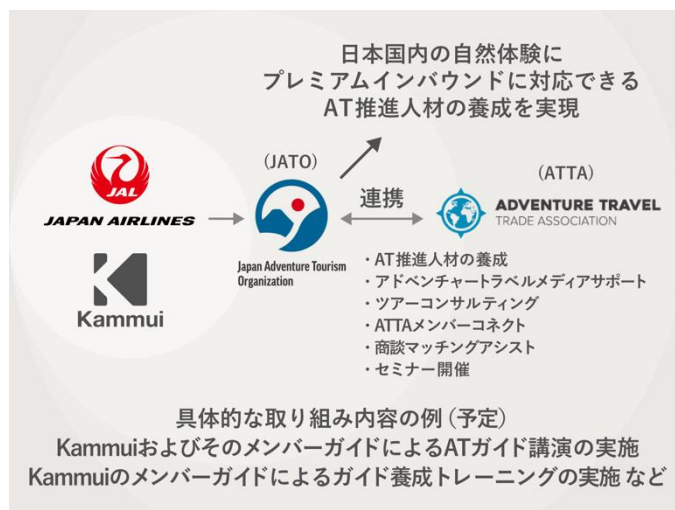 日本国内の自然体験に
プレミアムインバウンドに対応できる
AT推進人材の養成を実現
(JATO)
(ATTA)
JAL
JAPAN AIRLINES
連携
ADVENTURE TRAVEL
TRADE ASSOCIATION
Japan Adventure Tourism
Organization
Kammui
・AT推進人材の養成
・アドベンチャートラベルメディアサポート
・ツアーコンサルティング
・ATTAメンバーコネクト
・商談マッチングアシスト
・セミナー開催
具体的な取り組み内容の例(予定)
KammuiおよびそのメンバーガイドによるATガイド講演の実施
Kammuiのメンバーガイドによるガイド養成トレーニングの実施 など